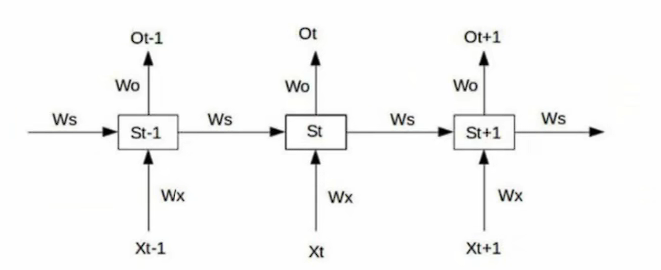 Ot-1 Ot Ot+1
Wo Wo Wo
Ws Ws Ws Ws
St-1 St St+1
Wx Wx Wx
Xt-1 Xt Xt+1